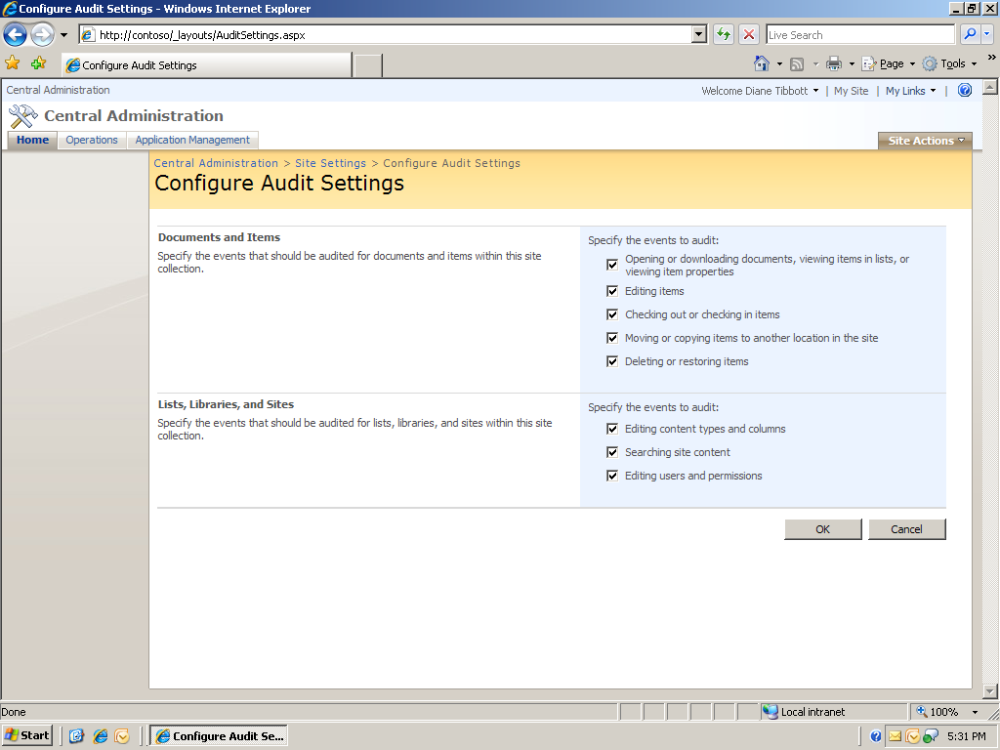 Configure Audit Settings - Windows Internet Explorer
http://contoso/_layouts/AuditSettings.aspx
Live Search
Configure Audit Settings
Page
Tools
Central Administration
Welcome Diane Tibbott
My Site
My Links
Central Administration
Home
Operations
Application Management
Site Actions
Central Administration > Site Settings > Configure Audit Settings
Configure Audit Settings
Documents and Items
Specify the events that should be audited for documents and items within this site
collection.
Specify the events to audit:
Opening or downloading documents, viewing items in lists, or
viewing item properties
Editing items
Checking out or checking in items
Moving or copying items to another location in the site
Deleting or restoring items
Lists, Libraries, and Sites
Specify the events that should be audited for lists, libraries, and sites within this site
collection.
Specify the events to audit:
Editing content types and columns
Searching site content
Editing users and permissions
OK
Cancel
Done
Local intranet
100%
Start
Configure Audit Se...
5:31 PM